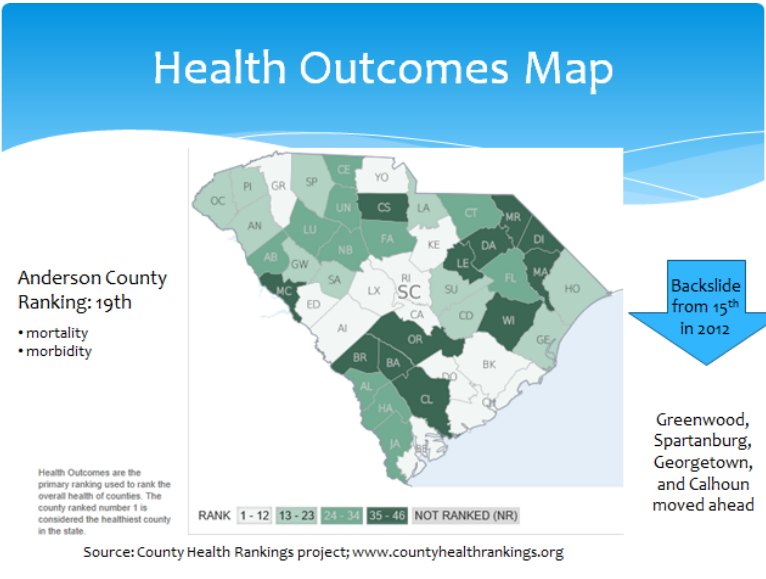 Health Outcomes Map
Anderson County
Ranking: 19th
• mortality
• morbidity
Health Outcomes are the
primary ranking used to rank the
overall health of counties. The
county ranked number 1 is
considered the healthiest county
in the state.
CE
YO
PI
GR
SP
OC
UN
CS
LA
CT
MR
AN
LU
FA
KE
DA
DI
NB
AB
GW
LE
MA
SA
RI
SU
FL
HO
MC
LX
SC
ED
CA
CD
WI
AI
OR
GE
BR
BA
BK
DO
AL
CL
CH
HA
JA
RANK 1 - 12 13 - 23 24 - 34 35 - 46 NOT RANKED (NR)
Backslide
from 15th
in 2012
Greenwood,
Spartanburg,
Georgetown,
and Calhoun
moved ahead
Source: County Health Rankings project; www.countyhealthrankings.org